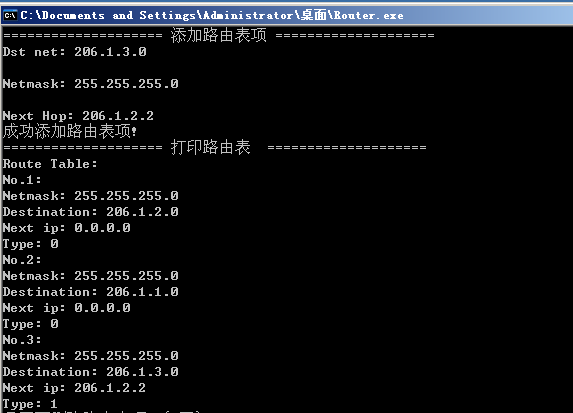 C:\Documents and Settings\Administrator\桌面\Router.exe
==================== 添加路由表项 ====================
Dst net: 206.1.3.0
Netmask: 255.255.255.0
Next Hop: 206.1.2.2
成功添加路由表项!
==================== 打印路由表  ====================
Route Table:
No.1:
Netmask: 255.255.255.0
Destination: 206.1.2.0
Next ip: 0.0.0.0
Type: 0
No.2:
Netmask: 255.255.255.0
Destination: 206.1.1.0
Next ip: 0.0.0.0
Type: 0
No.3:
Netmask: 255.255.255.0
Destination: 206.1.3.0
Next ip: 206.1.2.2
Type: 1